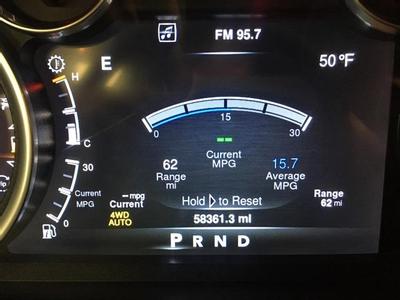 FM 95.7
E 50°F
H
C
0 15 30
30
Current
MPG
0
62
Range
mi
Current
MPG
15.7
Average
MPG
--mpg
Current
4WD
AUTO
Hold ▷ to Reset
Range
62 mi
58361.3 mi
P R N D